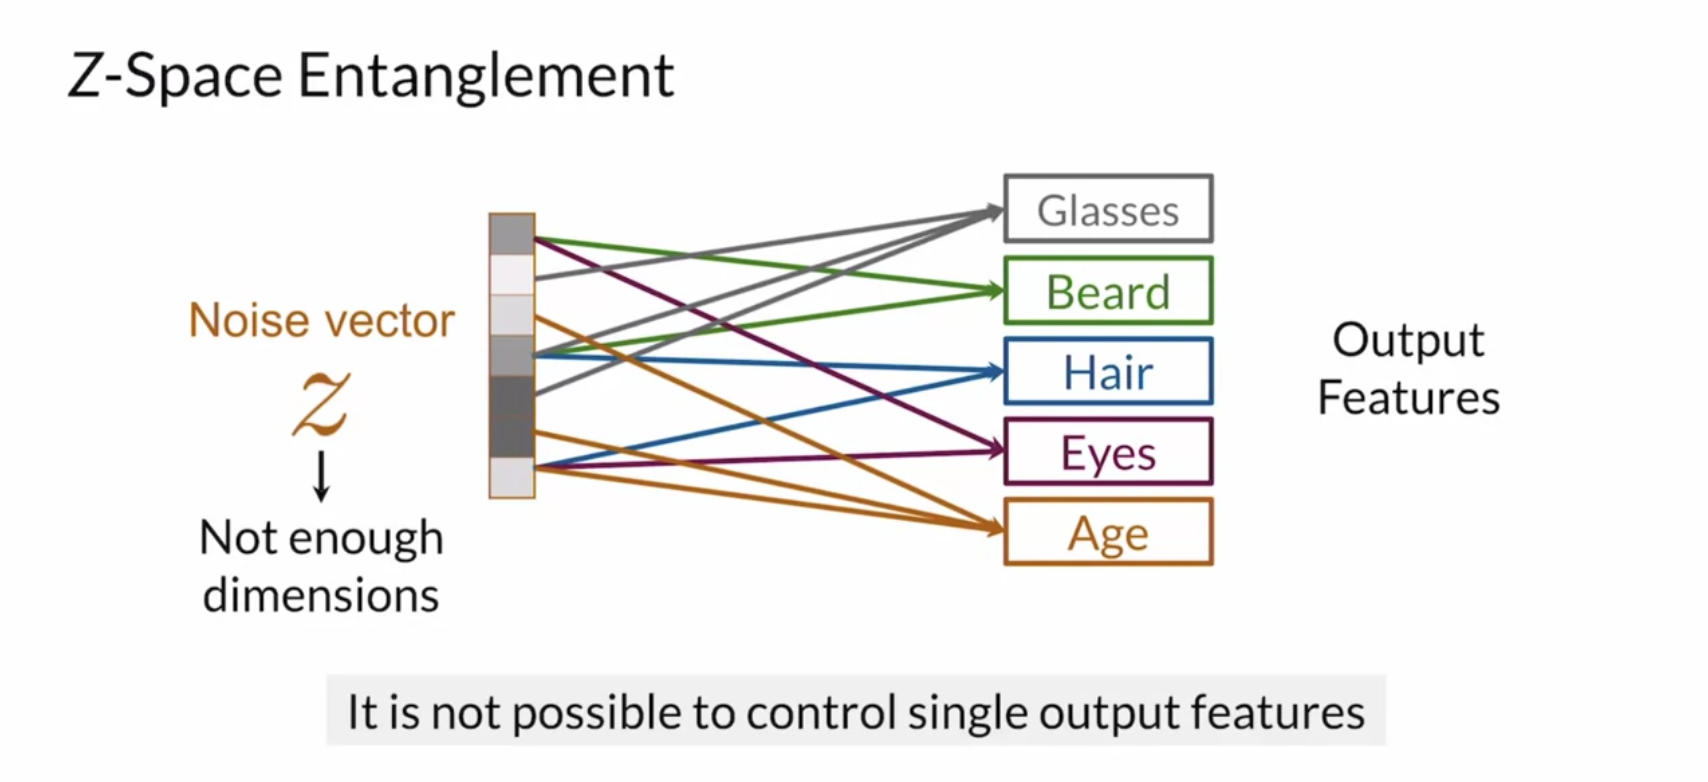 Z-Space Entanglement
Noise vector
z
Not enough
dimensions
Glasses
Beard
Hair
Eyes
Age
Output
Features
It is not possible to control single output features